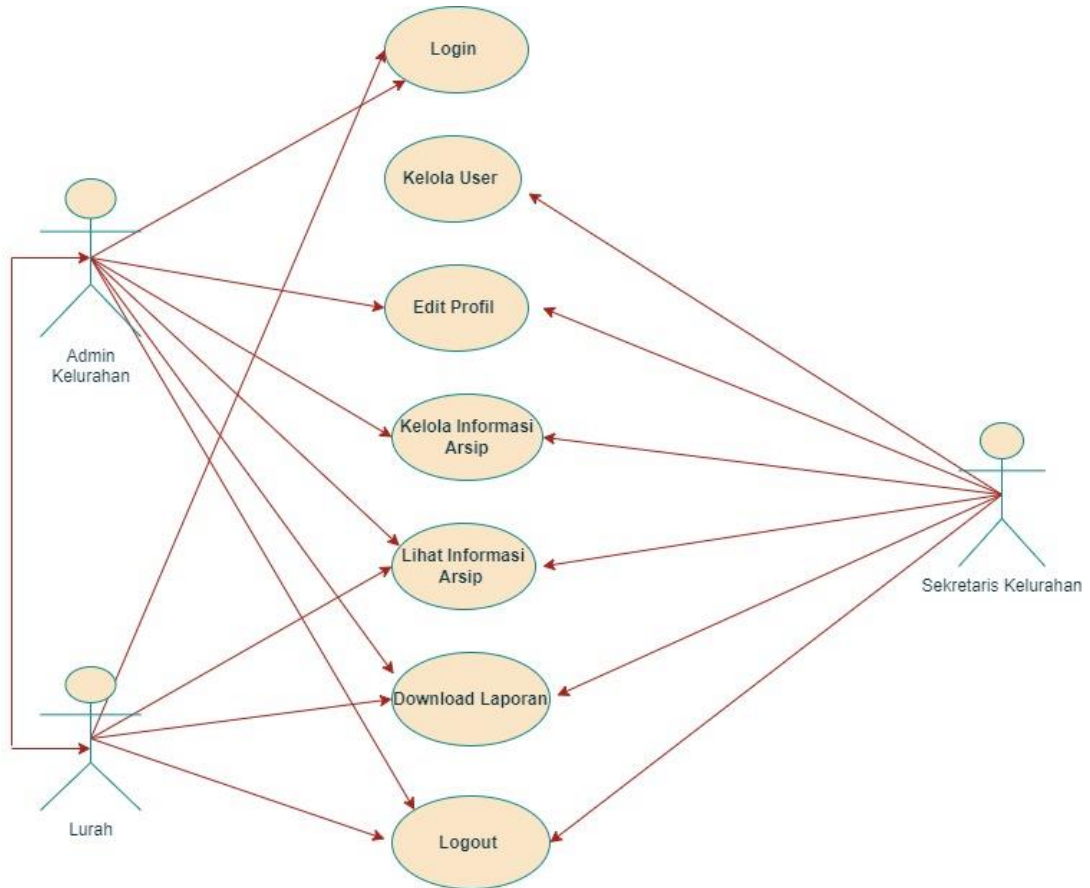 Login
Kelola User
Edit Profil
Admin
Kelurahan
Kelola Informasi
Arsip
Lihat Informasi
Arsip
Sekretaris Kelurahan
Download Laporan
Lurah
Logout